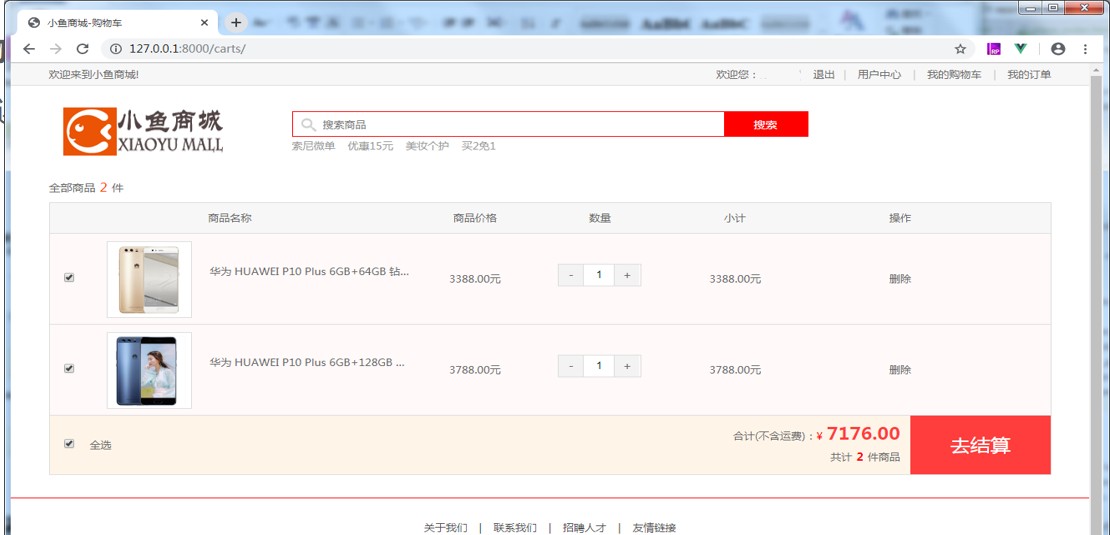 小鱼商城-购物车
127.0.0.1:8000/carts/
欢迎来到小鱼商城!
欢迎您： 退出 | 用户中心 | 我的购物车 | 我的订单
小鱼商城
XIAOYU MALL
搜索商品 搜索
索尼微单 优惠15元 美妆个护 买2免1
全部商品 2 件
商品名称 商品价格 数量 小计 操作
华为 HUAWEI P10 Plus 6GB+64GB 钻... 3388.00元 - 1 + 3388.00元 删除
华为 HUAWEI P10 Plus 6GB+128GB ... 3788.00元 - 1 + 3788.00元 删除
全选 合计(不含运费)：¥ 7176.00 去结算
共计 2 件商品
关于我们 | 联系我们 | 招聘人才 | 友情链接